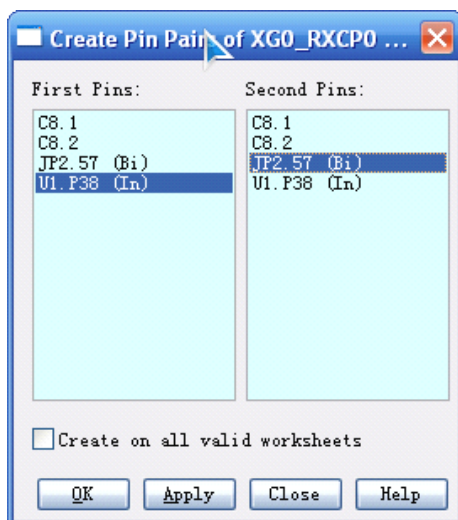 Create Pin Pairs of XG0_RXCP0 ...
First Pins:
Second Pins:
C8.1
C8.2
JP2.57 (Bi)
U1.P38 (In)
C8.1
C8.2
JP2.57 (Bi)
U1.P38 (In)
Create on all valid worksheets
OK
Apply
Close
Help